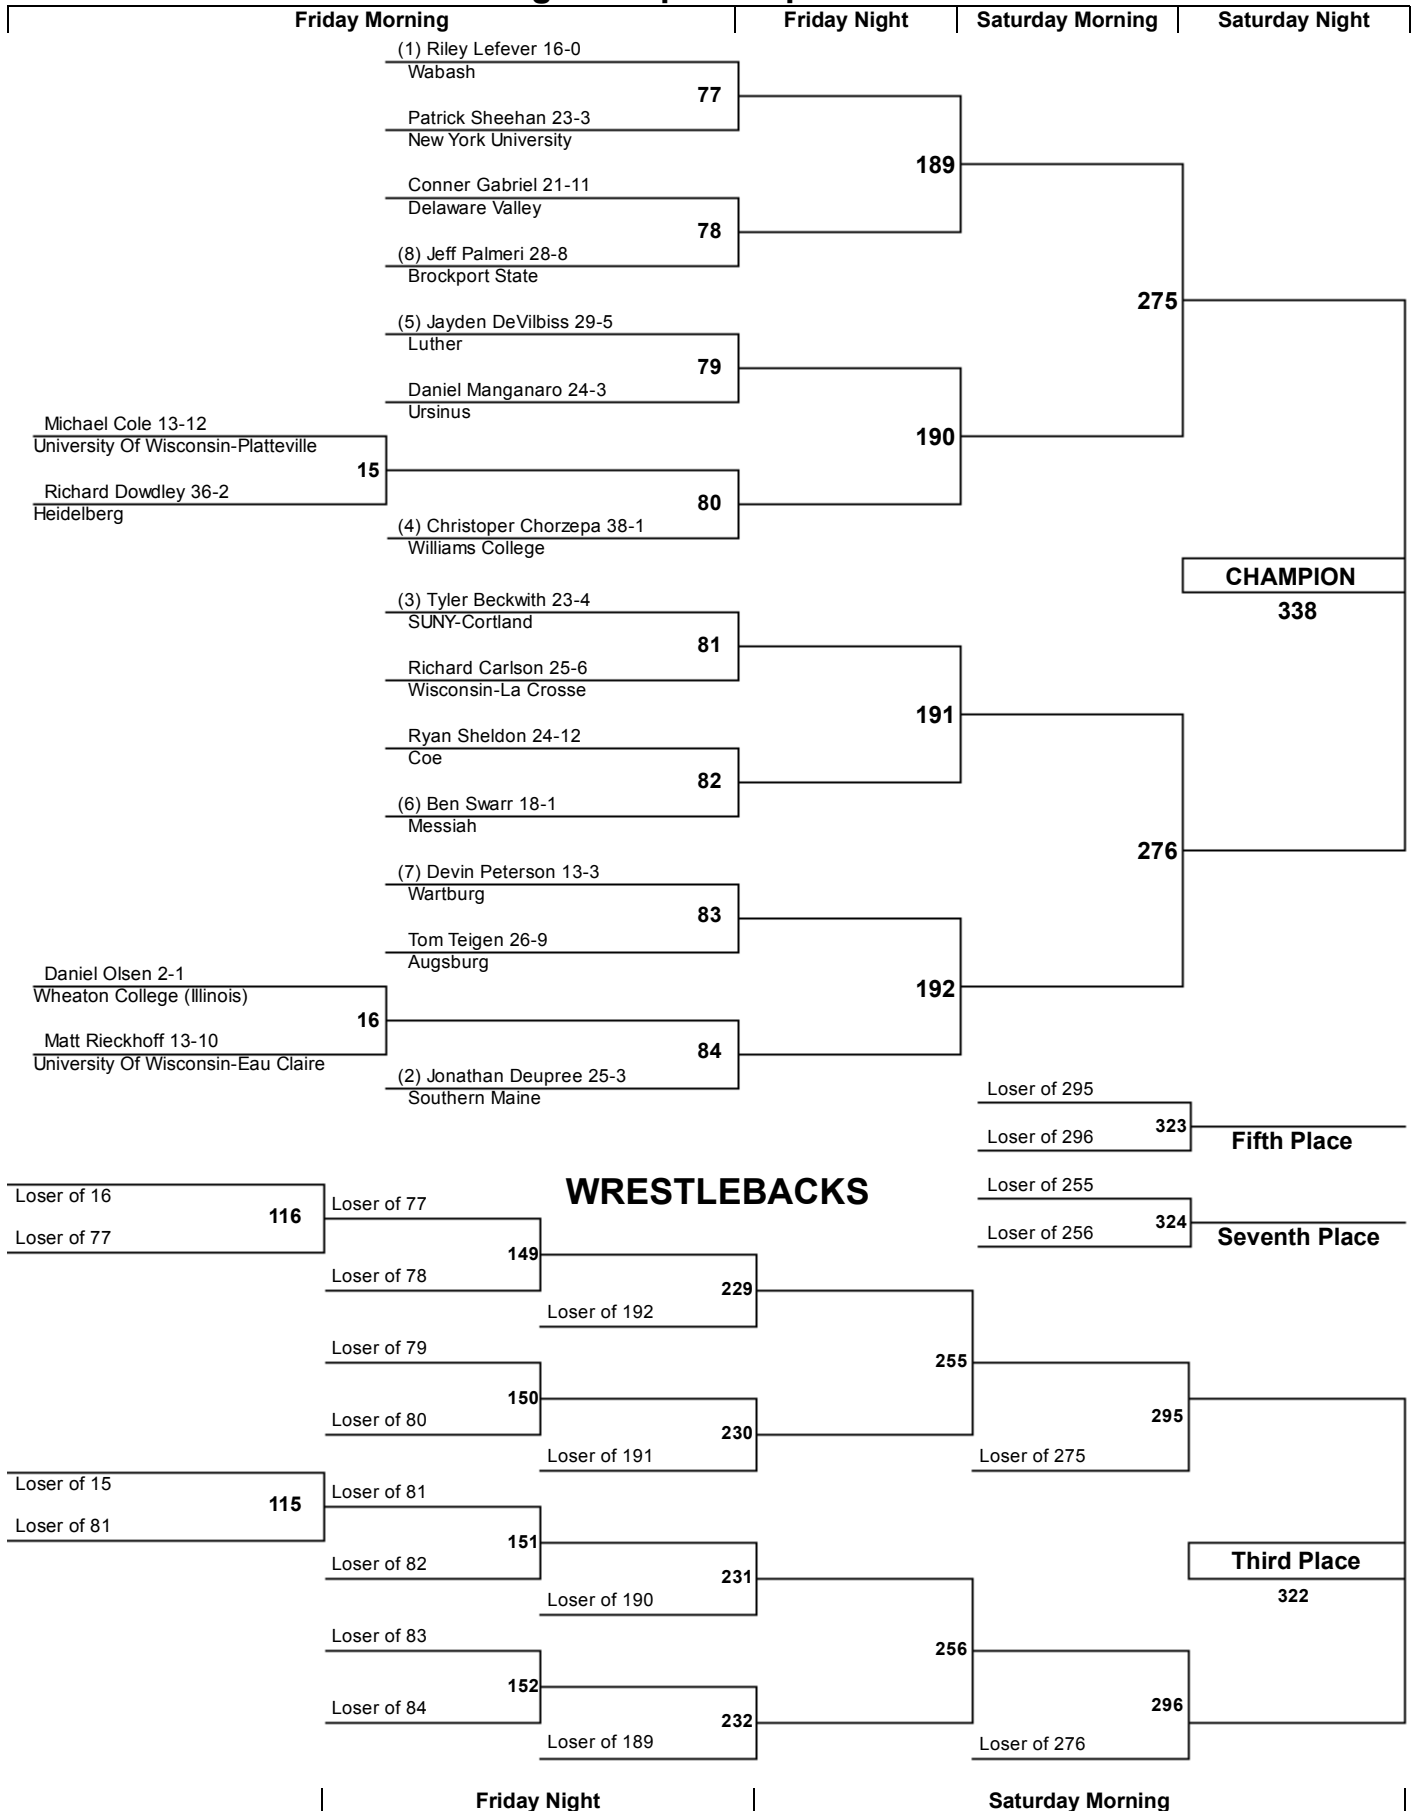 Friday Morning
Friday Night
Saturday Morning
Saturday Night
(1) Riley Lefever 16-0
Wabash
77
Patrick Sheehan 23-3
New York University
189
Conner Gabriel 21-11
Delaware Valley
78
(8) Jeff Palmeri 28-8
Brockport State
275
(5) Jayden DeVilbiss 29-5
Luther
79
Daniel Manganaro 24-3
Ursinus
Michael Cole 13-12
University Of Wisconsin-Platteville
190
15
Richard Dowdley 36-2
Heidelberg
80
(4) Christoper Chorzepa 38-1
Williams College
CHAMPION
338
(3) Tyler Beckwith 23-4
SUNY-Cortland
81
Richard Carlson 25-6
Wisconsin-La Crosse
191
Ryan Sheldon 24-12
Coe
82
(6) Ben Swarr 18-1
Messiah
276
(7) Devin Peterson 13-3
Wartburg
83
Tom Teigen 26-9
Augsburg
Daniel Olsen 2-1
Wheaton College (Illinois)
192
16
Matt Rieckhoff 13-10
University Of Wisconsin-Eau Claire
84
(2) Jonathan Deupree 25-3
Southern Maine
Loser of 295
323
Loser of 296
Fifth Place
WRESTLEBACKS
Loser of 255
324
Loser of 256
Seventh Place
Loser of 16
116
Loser of 77
Loser of 77
149
Loser of 78
229
Loser of 192
Loser of 79
255
150
Loser of 80
230
295
Loser of 191
Loser of 275
Loser of 15
115
Loser of 81
Loser of 81
151
Loser of 82
231
Loser of 190
Third Place
322
Loser of 83
256
152
Loser of 84
232
296
Loser of 189
Loser of 276
Friday Night
Saturday Morning